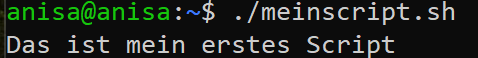 anisa@anisa:~$ ./meinscript.sh
Das ist mein erstes Script